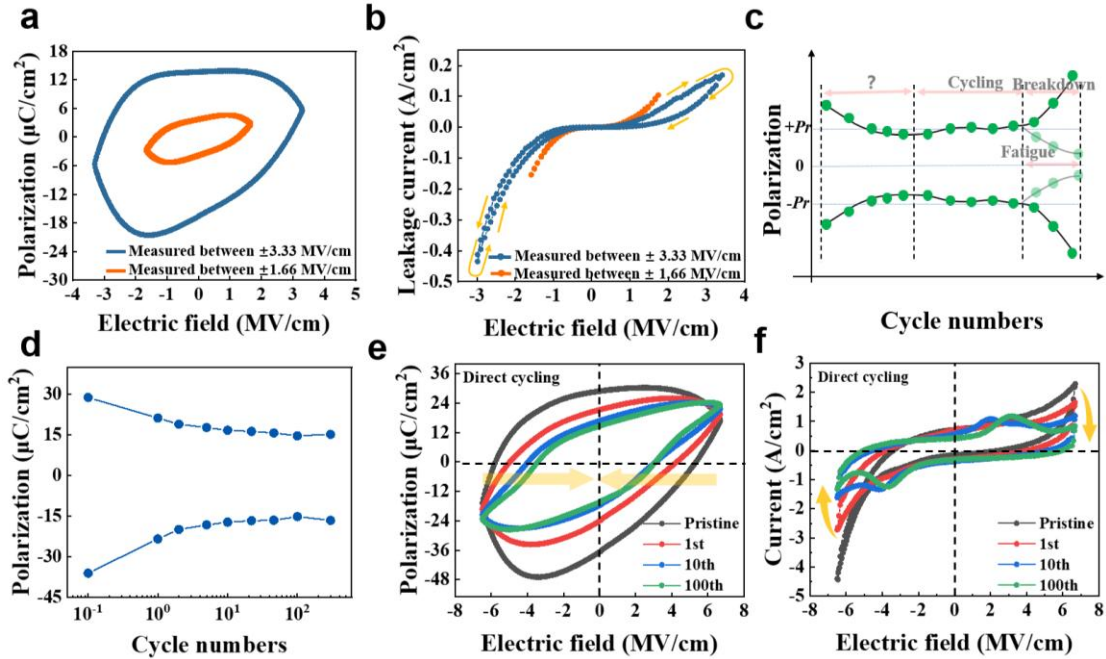 a
Polarization (μC/cm²)
18
12
6
0
-6
-12
-18
-24
-30
Measured between ±3.33 MV/cm
Measured between ±1.66 MV/cm
-4 -3 -2 -1 0 1 2 3 4 5
Electric field (MV/cm)
b
Leakage current (A/cm²)
0.2
0.1
0.0
-0.1
-0.2
-0.3
-0.4
-0.5
Measured between ± 3.33 MV/cm
Measured between ± 1,66 MV/cm
-3 -2 -1 0 1 2 3 4
Electric field (MV/cm)
c
Polarization
+Pr
0
-Pr
? Cycling Breakdown
Fatigue
Cycle numbers
d
Polarization (μC/cm²)
30
15
0
-15
-30
-45
10⁻¹ 10⁰ 10¹ 10²
Cycle numbers
e
Polarization (μC/cm²)
Direct cycling
36
24
12
0
-12
-24
-36
-48
Pristine
1st
10th
100th
-8 -6 -4 -2 0 2 4 6 8
Electric field (MV/cm)
f
Current (A/cm²)
Direct cycling
4
3
2
1
0
-1
-2
-3
-4
-5
Pristine
1st
10th
100th
-8 -6 -4 -2 0 2 4 6 8
Electric field (MV/cm)